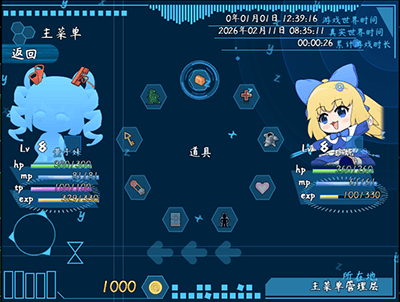 主菜单
0年01月01日 12:39:16 游戏世界时间
2026年02月11日 08:35:11 真实世界时间
00:00:26 累计游戏时长
返回
道具
Lv 8
hp
mp
tp
exp
Lv 8
hp 300/300
mp
exp 100/330
1000
所在地
主菜单管理层